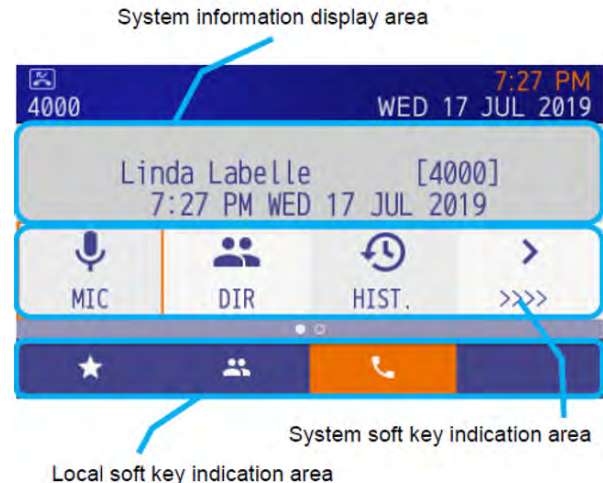 System information display area
7:27 PM
4000 WED 17 JUL 2019
Linda Labelle [4000]
7:27 PM WED 17 JUL 2019
MIC DIR HIST. >>>>
System soft key indication area
Local soft key indication area